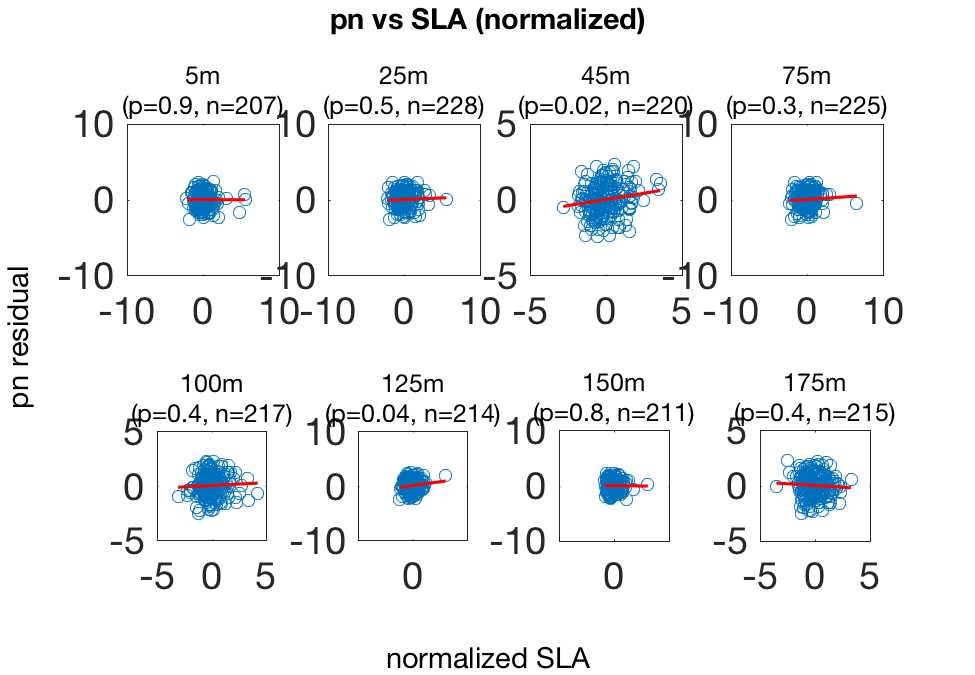 pn vs SLA (normalized)
5m
(p=0.9, n=207)
25m
(p=0.5, n=228)
45m
(p=0.02, n=220)
75m
(p=0.3, n=225)
10 10 5 10
0 0 0 0
-10 -10 -5 -10
-10 0 10 -10 0 10 -5 0 5 -10 0 10
pn residual
100m
(p=0.4, n=217)
125m
(p=0.04, n=214)
150m
(p=0.8, n=211)
175m
(p=0.4, n=215)
5 10 10 5
0 0 0 0
-5 -10 -10 -5
-5 0 5 0 0 -5 0 5
normalized SLA